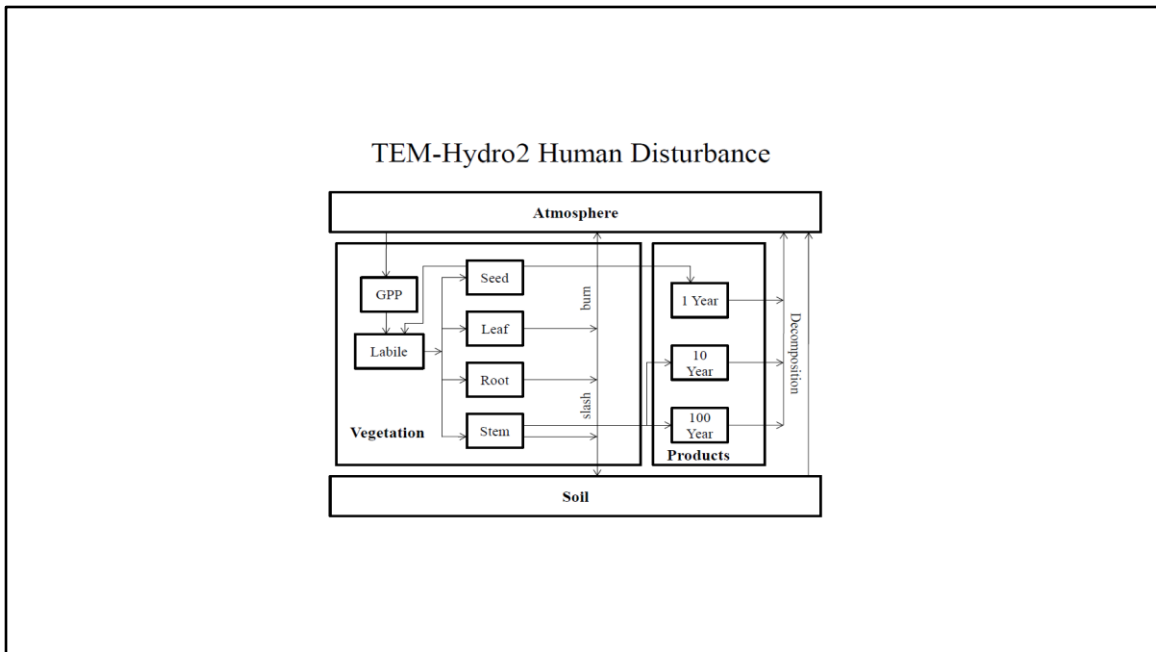 TEM-Hydro2 Human Disturbance
Atmosphere
Seed
GPP
1 Year
burn
Leaf
Labile
Decomposition
10
Year
Root
slash
Stem
100
Year
Vegetation
Products
Soil